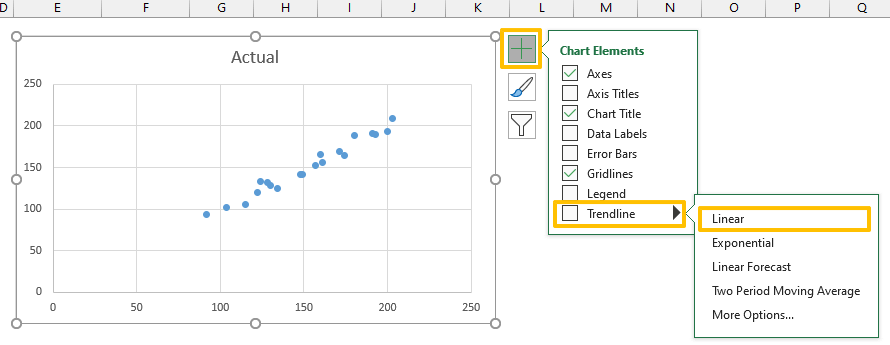 D E F G H I J K L M N O P Q
Actual
250
200
150
100
50
0
0 50 100 150 200 250
Chart Elements
Axes
Axis Titles
Chart Title
Data Labels
Error Bars
Gridlines
Legend
Trendline
Linear
Exponential
Linear Forecast
Two Period Moving Average
More Options...